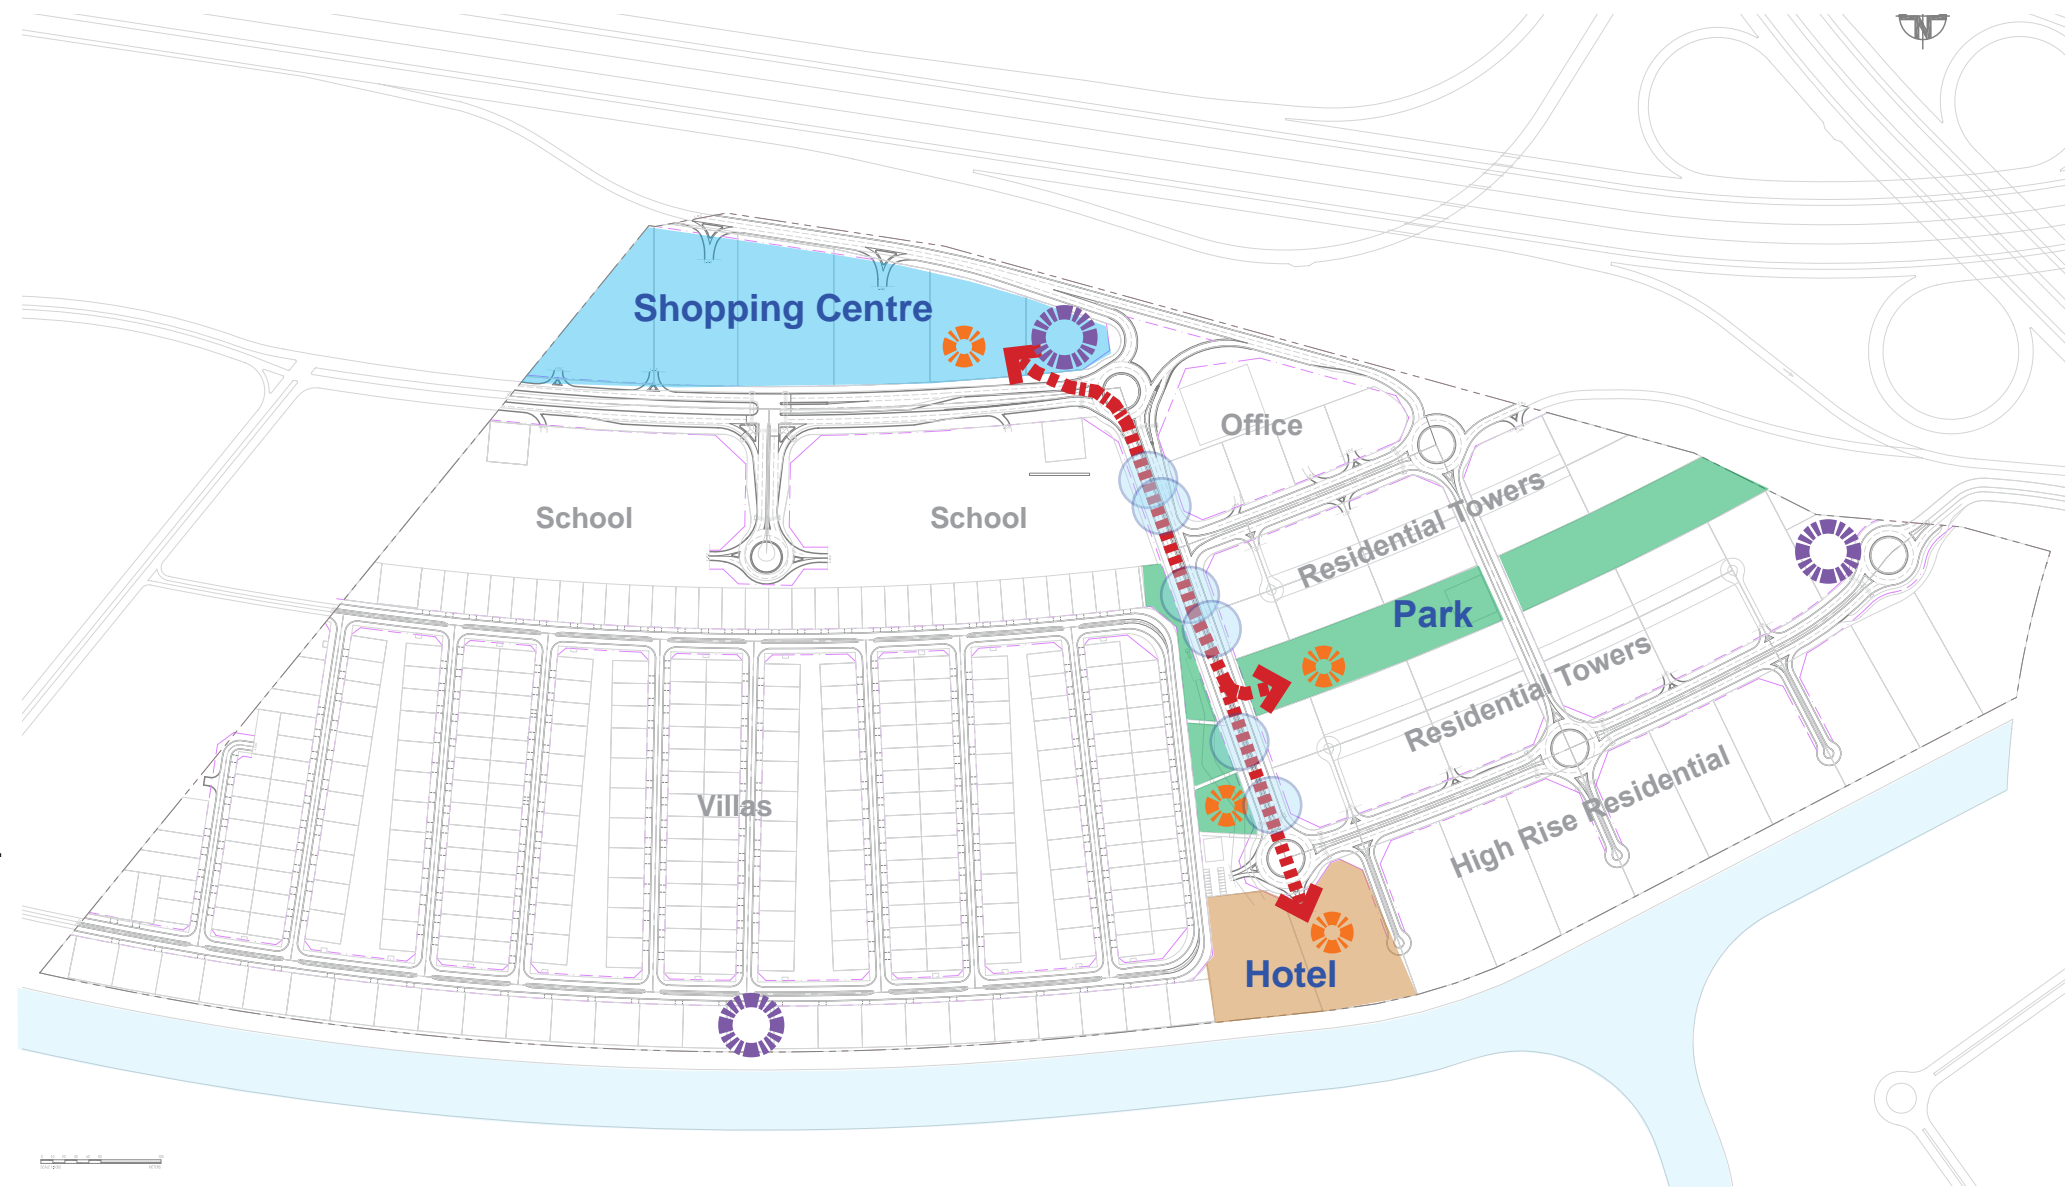 N
Shopping Centre
Office
School
School
Residential Towers
Park
Residential Towers
Villas
High Rise Residential
Hotel